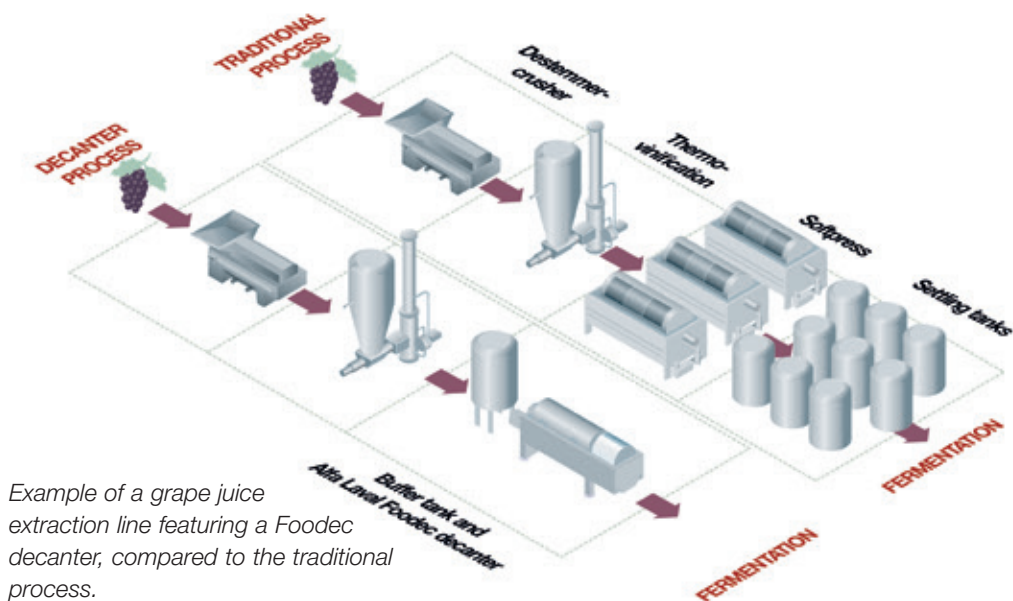 TRADITIONAL
PROCESS
Destemmer-
crusher
DECANTER
PROCESS
Thermo-
vinification
Softpress
Settling tanks
FERMENTATION
Buffer tank and
Alfa Laval Foodec decanter
FERMENTATION
Example of a grape juice
extraction line featuring a Foodec
decanter, compared to the traditional
process.